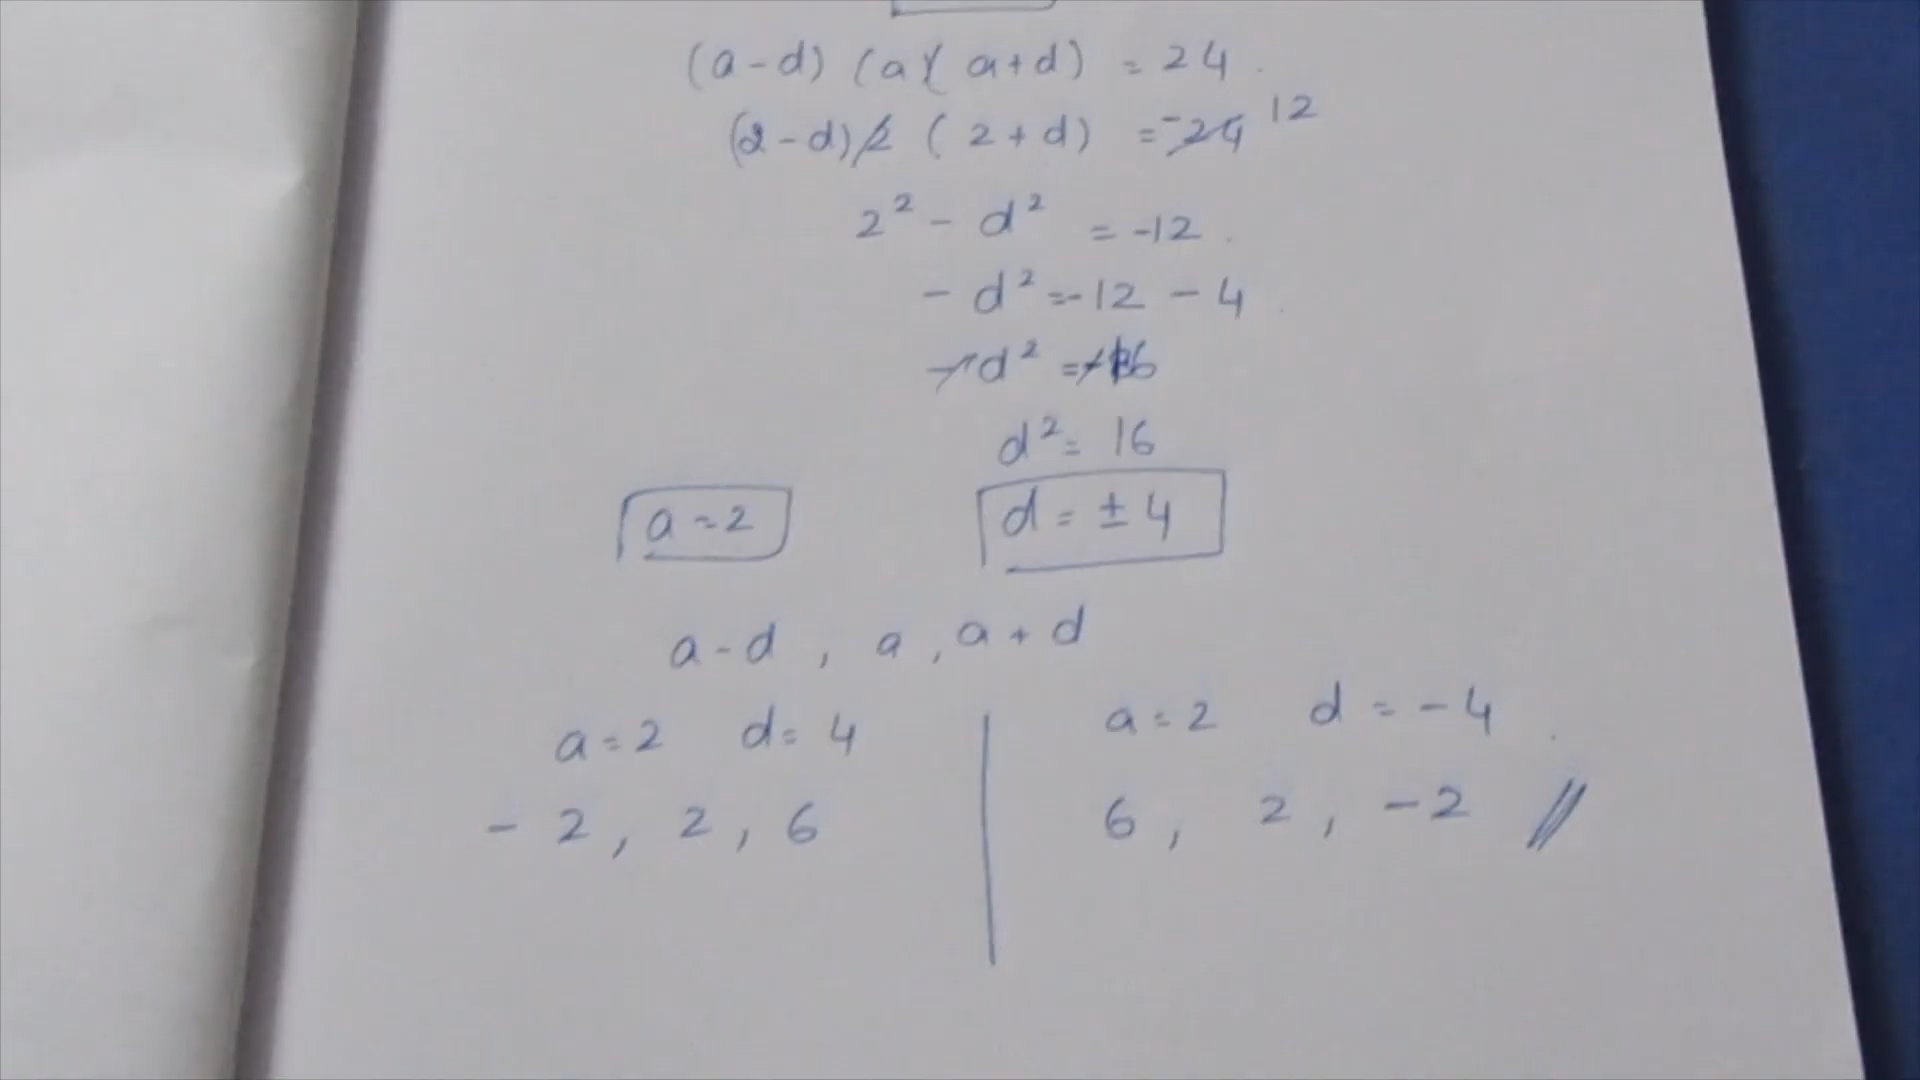 (a-d) (a)(a+d) = 24
(2-d) 2 (2+d) = -24 12
2² - d² = -12
- d² = -12 - 4
- d² = -16
d² = 16
a = 2
d = ± 4
a-d, a, a+d
a = 2 d = 4
- 2, 2, 6
a = 2 d = - 4
6, 2, -2